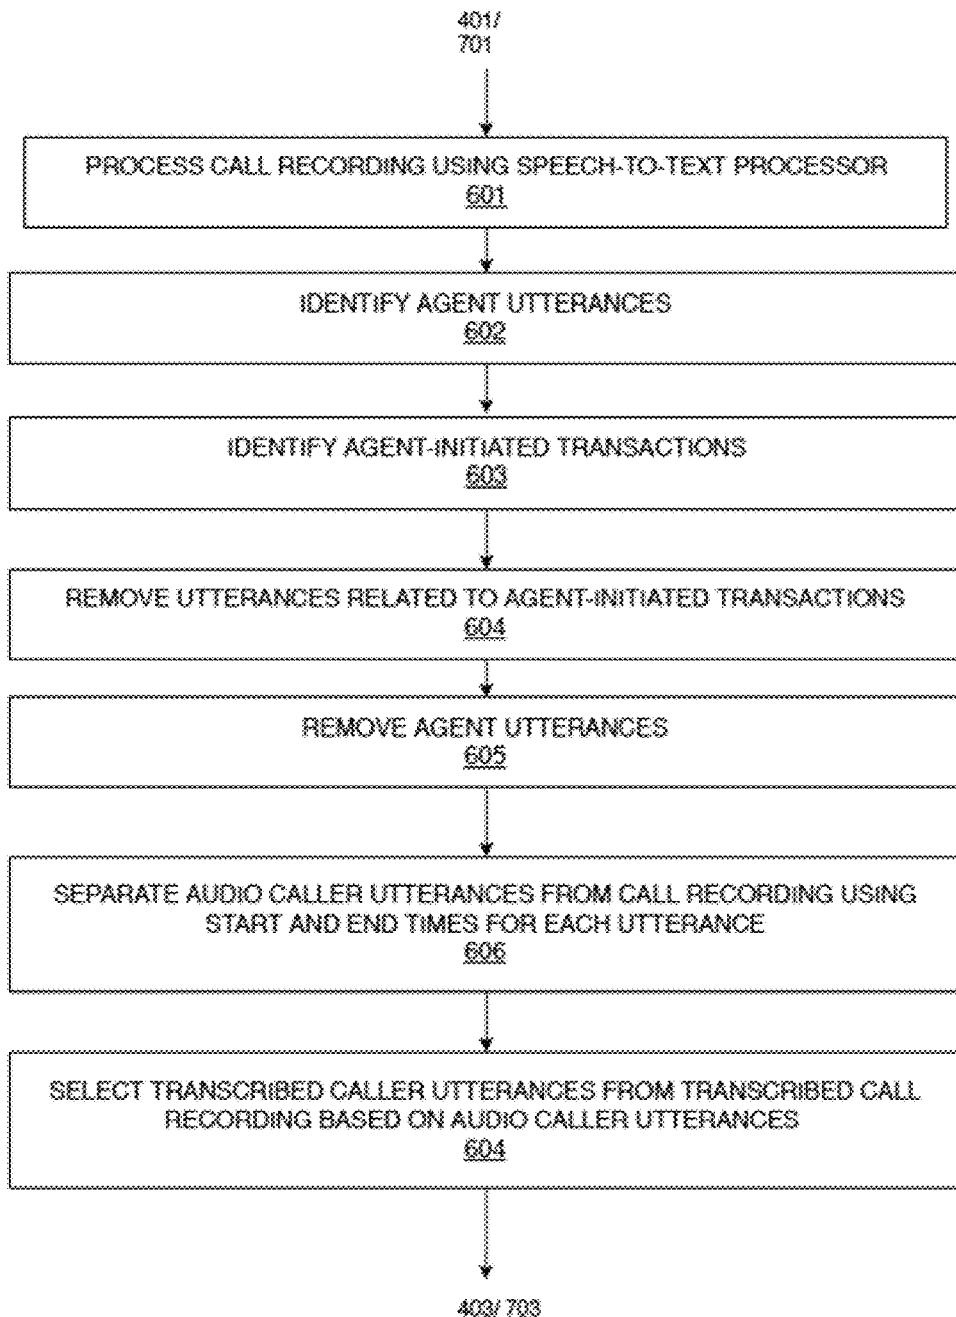 401/
701
PROCESS CALL RECORDING USING SPEECH-TO-TEXT PROCESSOR
601
IDENTIFY AGENT UTTERANCES
602
IDENTIFY AGENT-INITIATED TRANSACTIONS
603
REMOVE UTTERANCES RELATED TO AGENT-INITIATED TRANSACTIONS
604
REMOVE AGENT UTTERANCES
605
SEPARATE AUDIO CALLER UTTERANCES FROM CALL RECORDING USING
START AND END TIMES FOR EACH UTTERANCE
606
SELECT TRANSCRIBED CALLER UTTERANCES FROM TRANSCRIBED CALL
RECORDING BASED ON AUDIO CALLER UTTERANCES
604
403/ 703